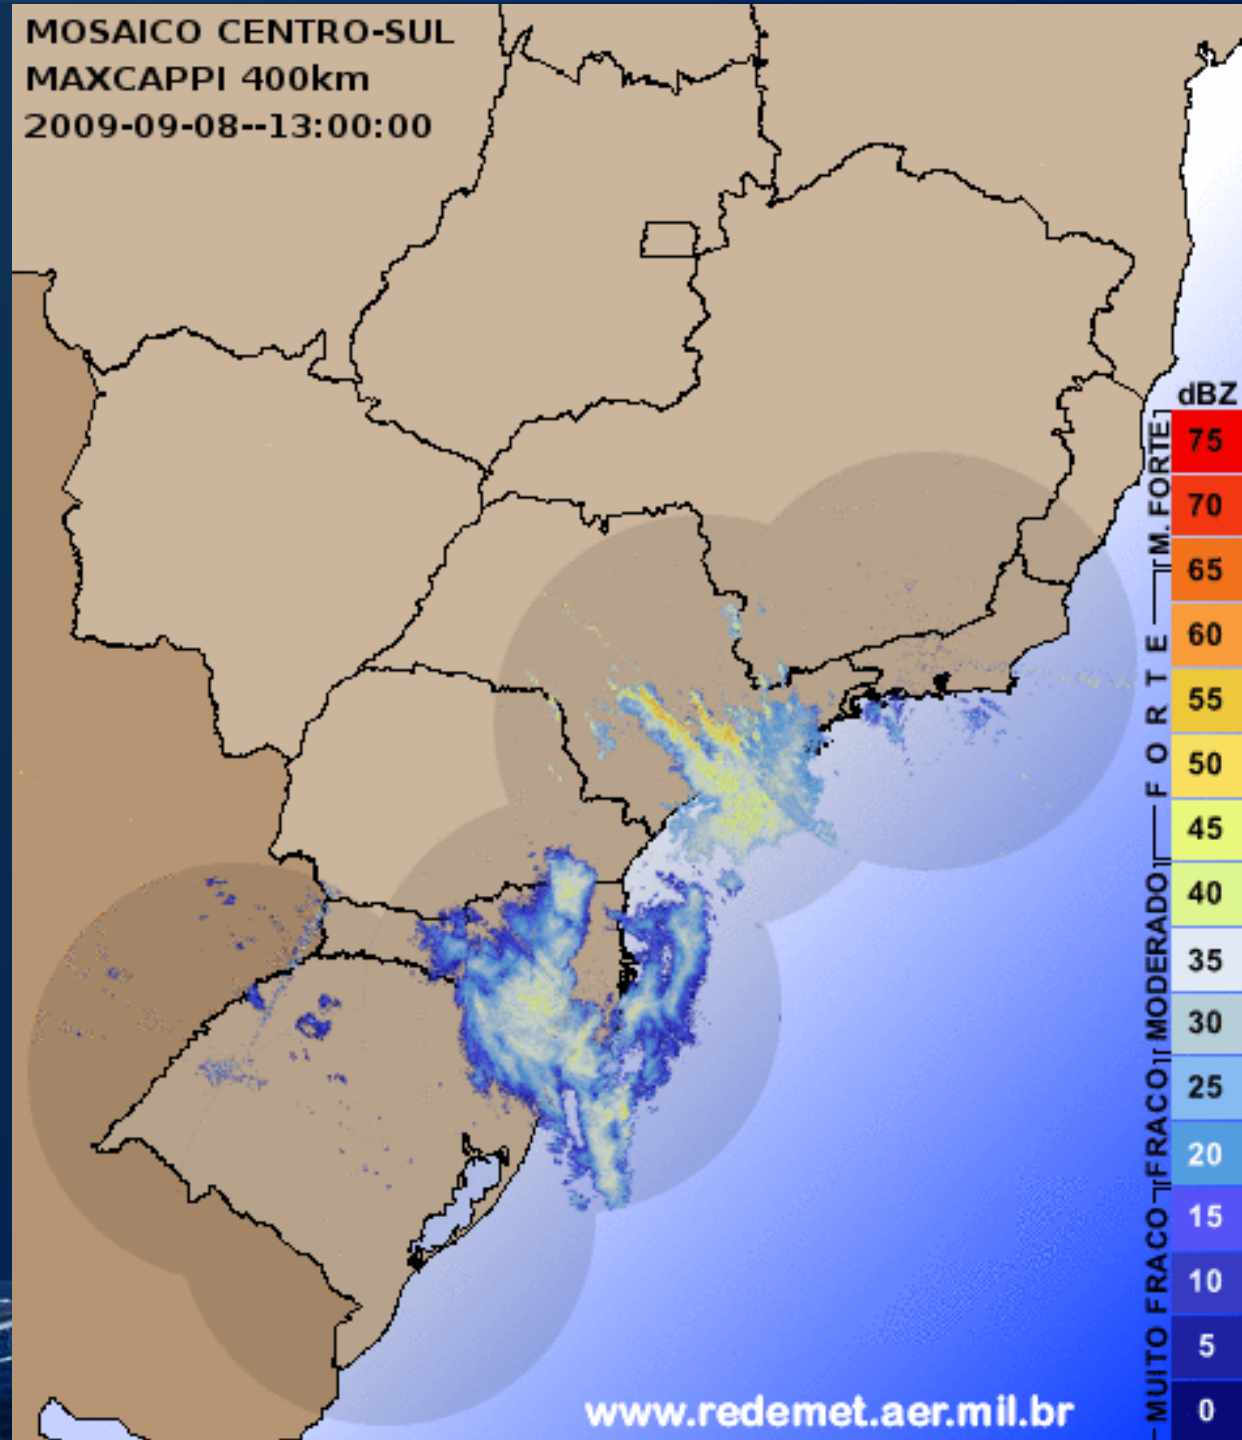 MOSAICO CENTRO-SUL
MAXCAPPI 400km
2009-09-08--13:00:00
dBZ
75
70
65
60
55
50
45
40
35
30
25
20
15
10
5
0
M. FORTE
FORTE
MODERADO
FRACO
MUITO FRACO
www.redemet.aer.mil.br